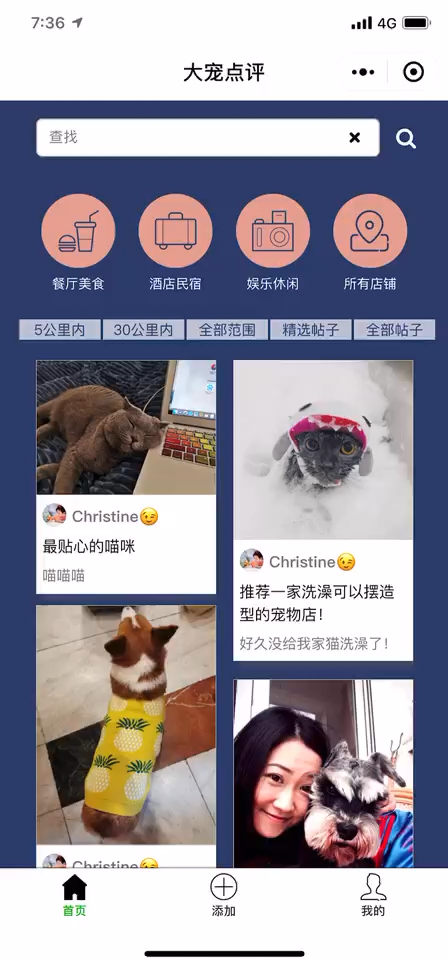 7:36
4G
大宠点评
查找
餐厅美食
酒店民宿
娱乐休闲
所有店铺
5公里内
30公里内
全部范围
精选帖子
全部帖子
Christine😉
最贴心的喵咪
喵喵喵
Christine😉
推荐一家洗澡可以摆造
型的宠物店！
好久没给我家猫洗澡了！
Christine😉
首页
添加
我的